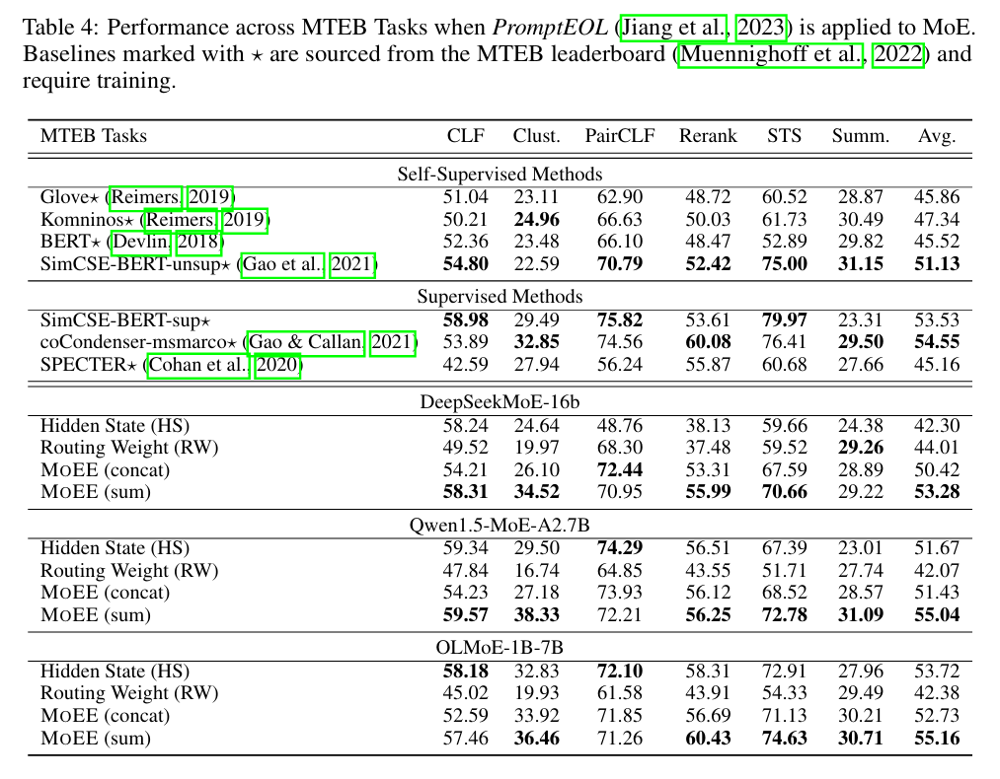 Table 4: Performance across MTEB Tasks when PromptEOL (Jiang et al., 2023) is applied to MoE.
Baselines marked with ⋆ are sourced from the MTEB leaderboard (Muennighoff et al., 2022) and
require training.
MTEB Tasks CLF Clust. PairCLF Rerank STS Summ. Avg.
Self-Supervised Methods
Glove⋆ (Reimers, 2019) 51.04 23.11 62.90 48.72 60.52 28.87 45.86
Komninos⋆ (Reimers, 2019) 50.21 24.96 66.63 50.03 61.73 30.49 47.34
BERT⋆ (Devlin, 2018) 52.36 23.48 66.10 48.47 52.89 29.82 45.52
SimCSE-BERT-unsup⋆ (Gao et al., 2021) 54.80 22.59 70.79 52.42 75.00 31.15 51.13
Supervised Methods
SimCSE-BERT-sup⋆ 58.98 29.49 75.82 53.61 79.97 23.31 53.53
coCondenser-msmarco⋆ (Gao & Callan, 2021) 53.89 32.85 74.56 60.08 76.41 29.50 54.55
SPECTER⋆ (Cohan et al., 2020) 42.59 27.94 56.24 55.87 60.68 27.66 45.16
DeepSeekMoE-16b
Hidden State (HS) 58.24 24.64 48.76 38.13 59.66 24.38 42.30
Routing Weight (RW) 49.52 19.97 68.30 37.48 59.52 29.26 44.01
MOEE (concat) 54.21 26.10 72.44 53.31 67.59 28.89 50.42
MOEE (sum) 58.31 34.52 70.95 55.99 70.66 29.22 53.28
Qwen1.5-MoE-A2.7B
Hidden State (HS) 59.34 29.50 74.29 56.51 67.39 23.01 51.67
Routing Weight (RW) 47.84 16.74 64.85 43.55 51.71 27.74 42.07
MOEE (concat) 54.23 27.18 73.93 56.12 68.52 28.57 51.43
MOEE (sum) 59.57 38.33 72.21 56.25 72.78 31.09 55.04
OLMoE-1B-7B
Hidden State (HS) 58.18 32.83 72.10 58.31 72.91 27.96 53.72
Routing Weight (RW) 45.02 19.93 61.58 43.91 54.33 29.49 42.38
MOEE (concat) 52.59 33.92 71.85 56.69 71.13 30.21 52.73
MOEE (sum) 57.46 36.46 71.26 60.43 74.63 30.71 55.16